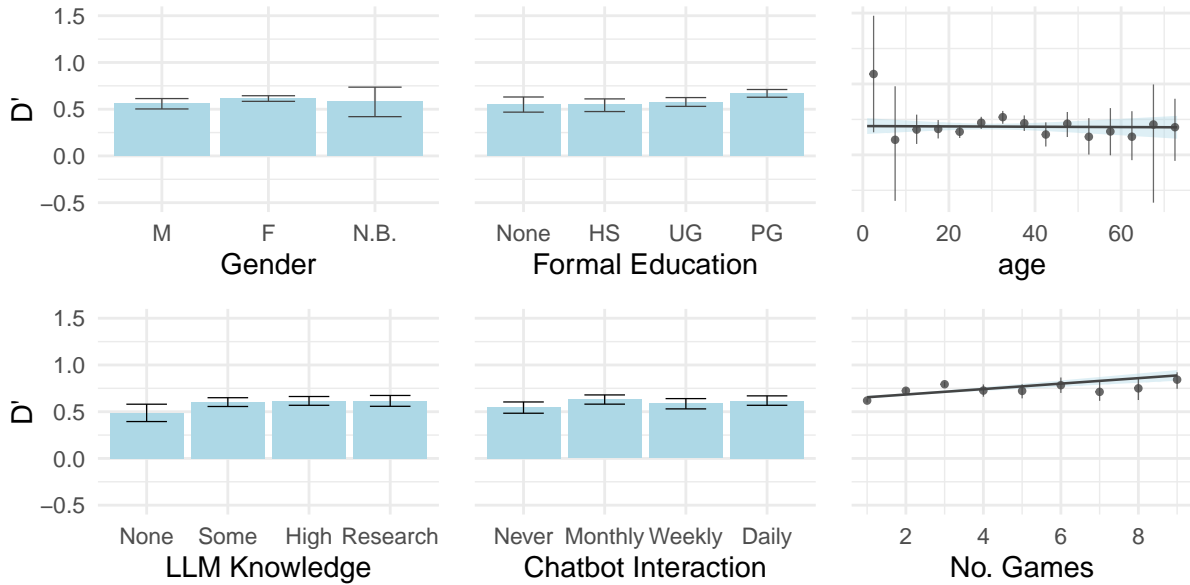 D'
1.5
1.0
0.5
0.0
−0.5
M F N.B.
Gender
None HS UG PG
Formal Education
0 20 40 60
age
D'
1.5
1.0
0.5
0.0
−0.5
None Some High Research
LLM Knowledge
Never Monthly Weekly Daily
Chatbot Interaction
2 4 6 8
No. Games